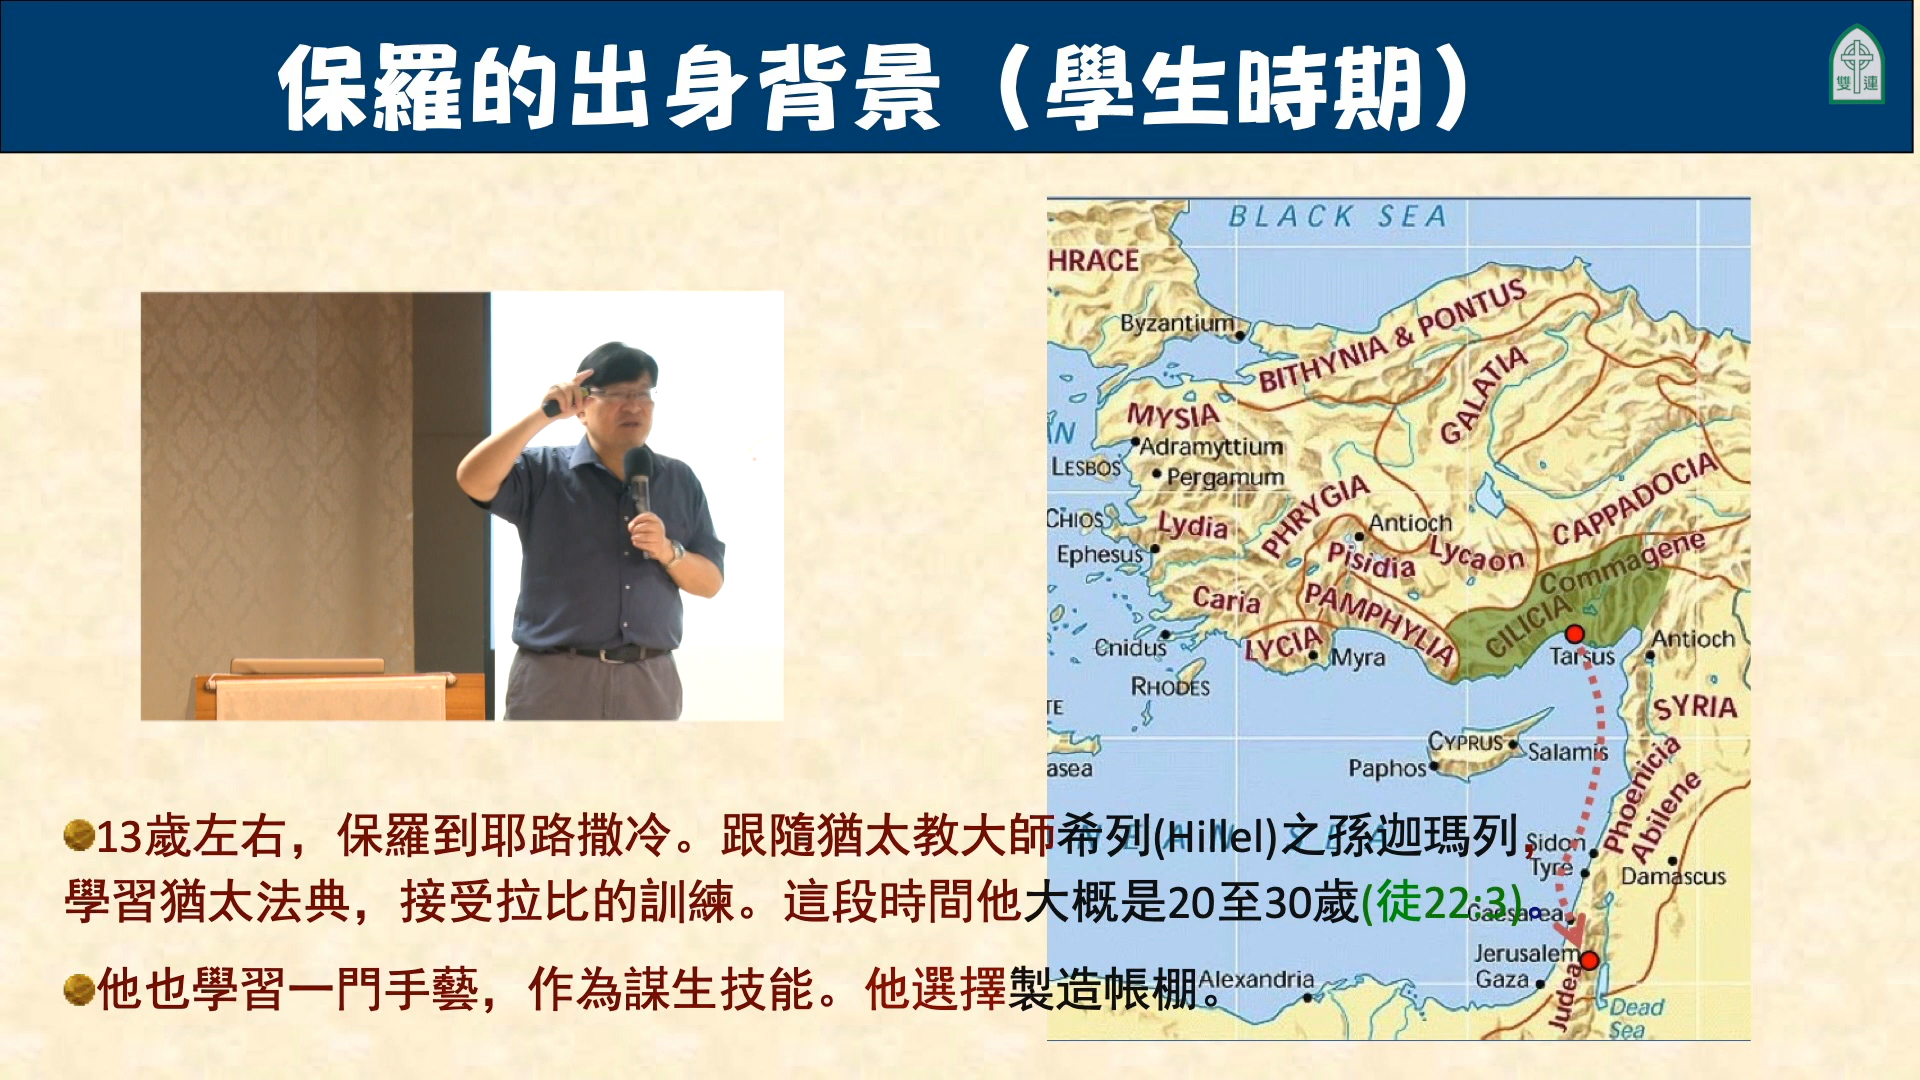 保羅的出身背景（學生時期）
雙連
BLACK SEA
HRACE
Byzantium
BITHYNIA & PONTUS
GALATIA
MYSIA
Adramyttium
LESBOS
Pergamum
CAPPADOCIA
PHRYGIA
CHIOS
Lydia
Antioch
Ephesus
Pisidia
Lycaon
Commagene
Caria
PAMPHYLIA
CILICIA
Cnidus
LYCIA
Myra
Tarsus
Antioch
RHODES
SYRIA
CYPRUS
Salamis
Paphos
asea
Phoenicia
Abilene
13歲左右，保羅到耶路撒冷。跟隨猶太教大師希列(Hillel)之孫迦瑪列，
Sidon
Tyre
Damascus
學習猶太法典，接受拉比的訓練。這段時間他大概是20至30歲(徒22:3)。
Caesarea
Jerusalem
Gaza
他也學習一門手藝，作為謀生技能。他選擇製造帳棚。
Alexandria
Judea
Dead
Sea